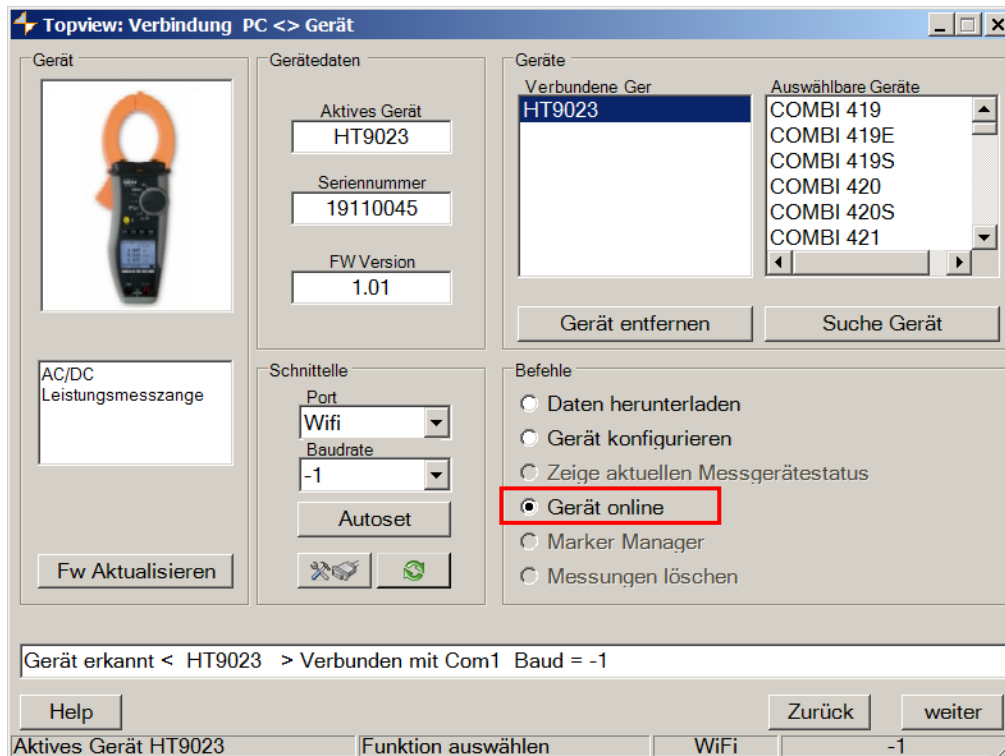 Topview: Verbindung PC <> Gerät
Gerät
AC/DC
Leistungsmesszange
Fw Aktualisieren
Gerätedaten
Aktives Gerät
HT9023
Seriennummer
19110045
FW Version
1.01
Schnittelle
Port
Wifi
Baudrate
-1
Autoset
Geräte
Verbundene Ger
HT9023
Gerät entfernen
Auswählbare Geräte
COMBI 419
COMBI 419E
COMBI 419S
COMBI 420
COMBI 420S
COMBI 421
Suche Gerät
Befehle
Daten herunterladen
Gerät konfigurieren
Zeige aktuellen Messgerätestatus
Gerät online
Marker Manager
Messungen löschen
Gerät erkannt < HT9023 > Verbunden mit Com1 Baud = -1
Help
Zurück
weiter
Aktives Gerät HT9023
Funktion auswählen
WiFi
-1